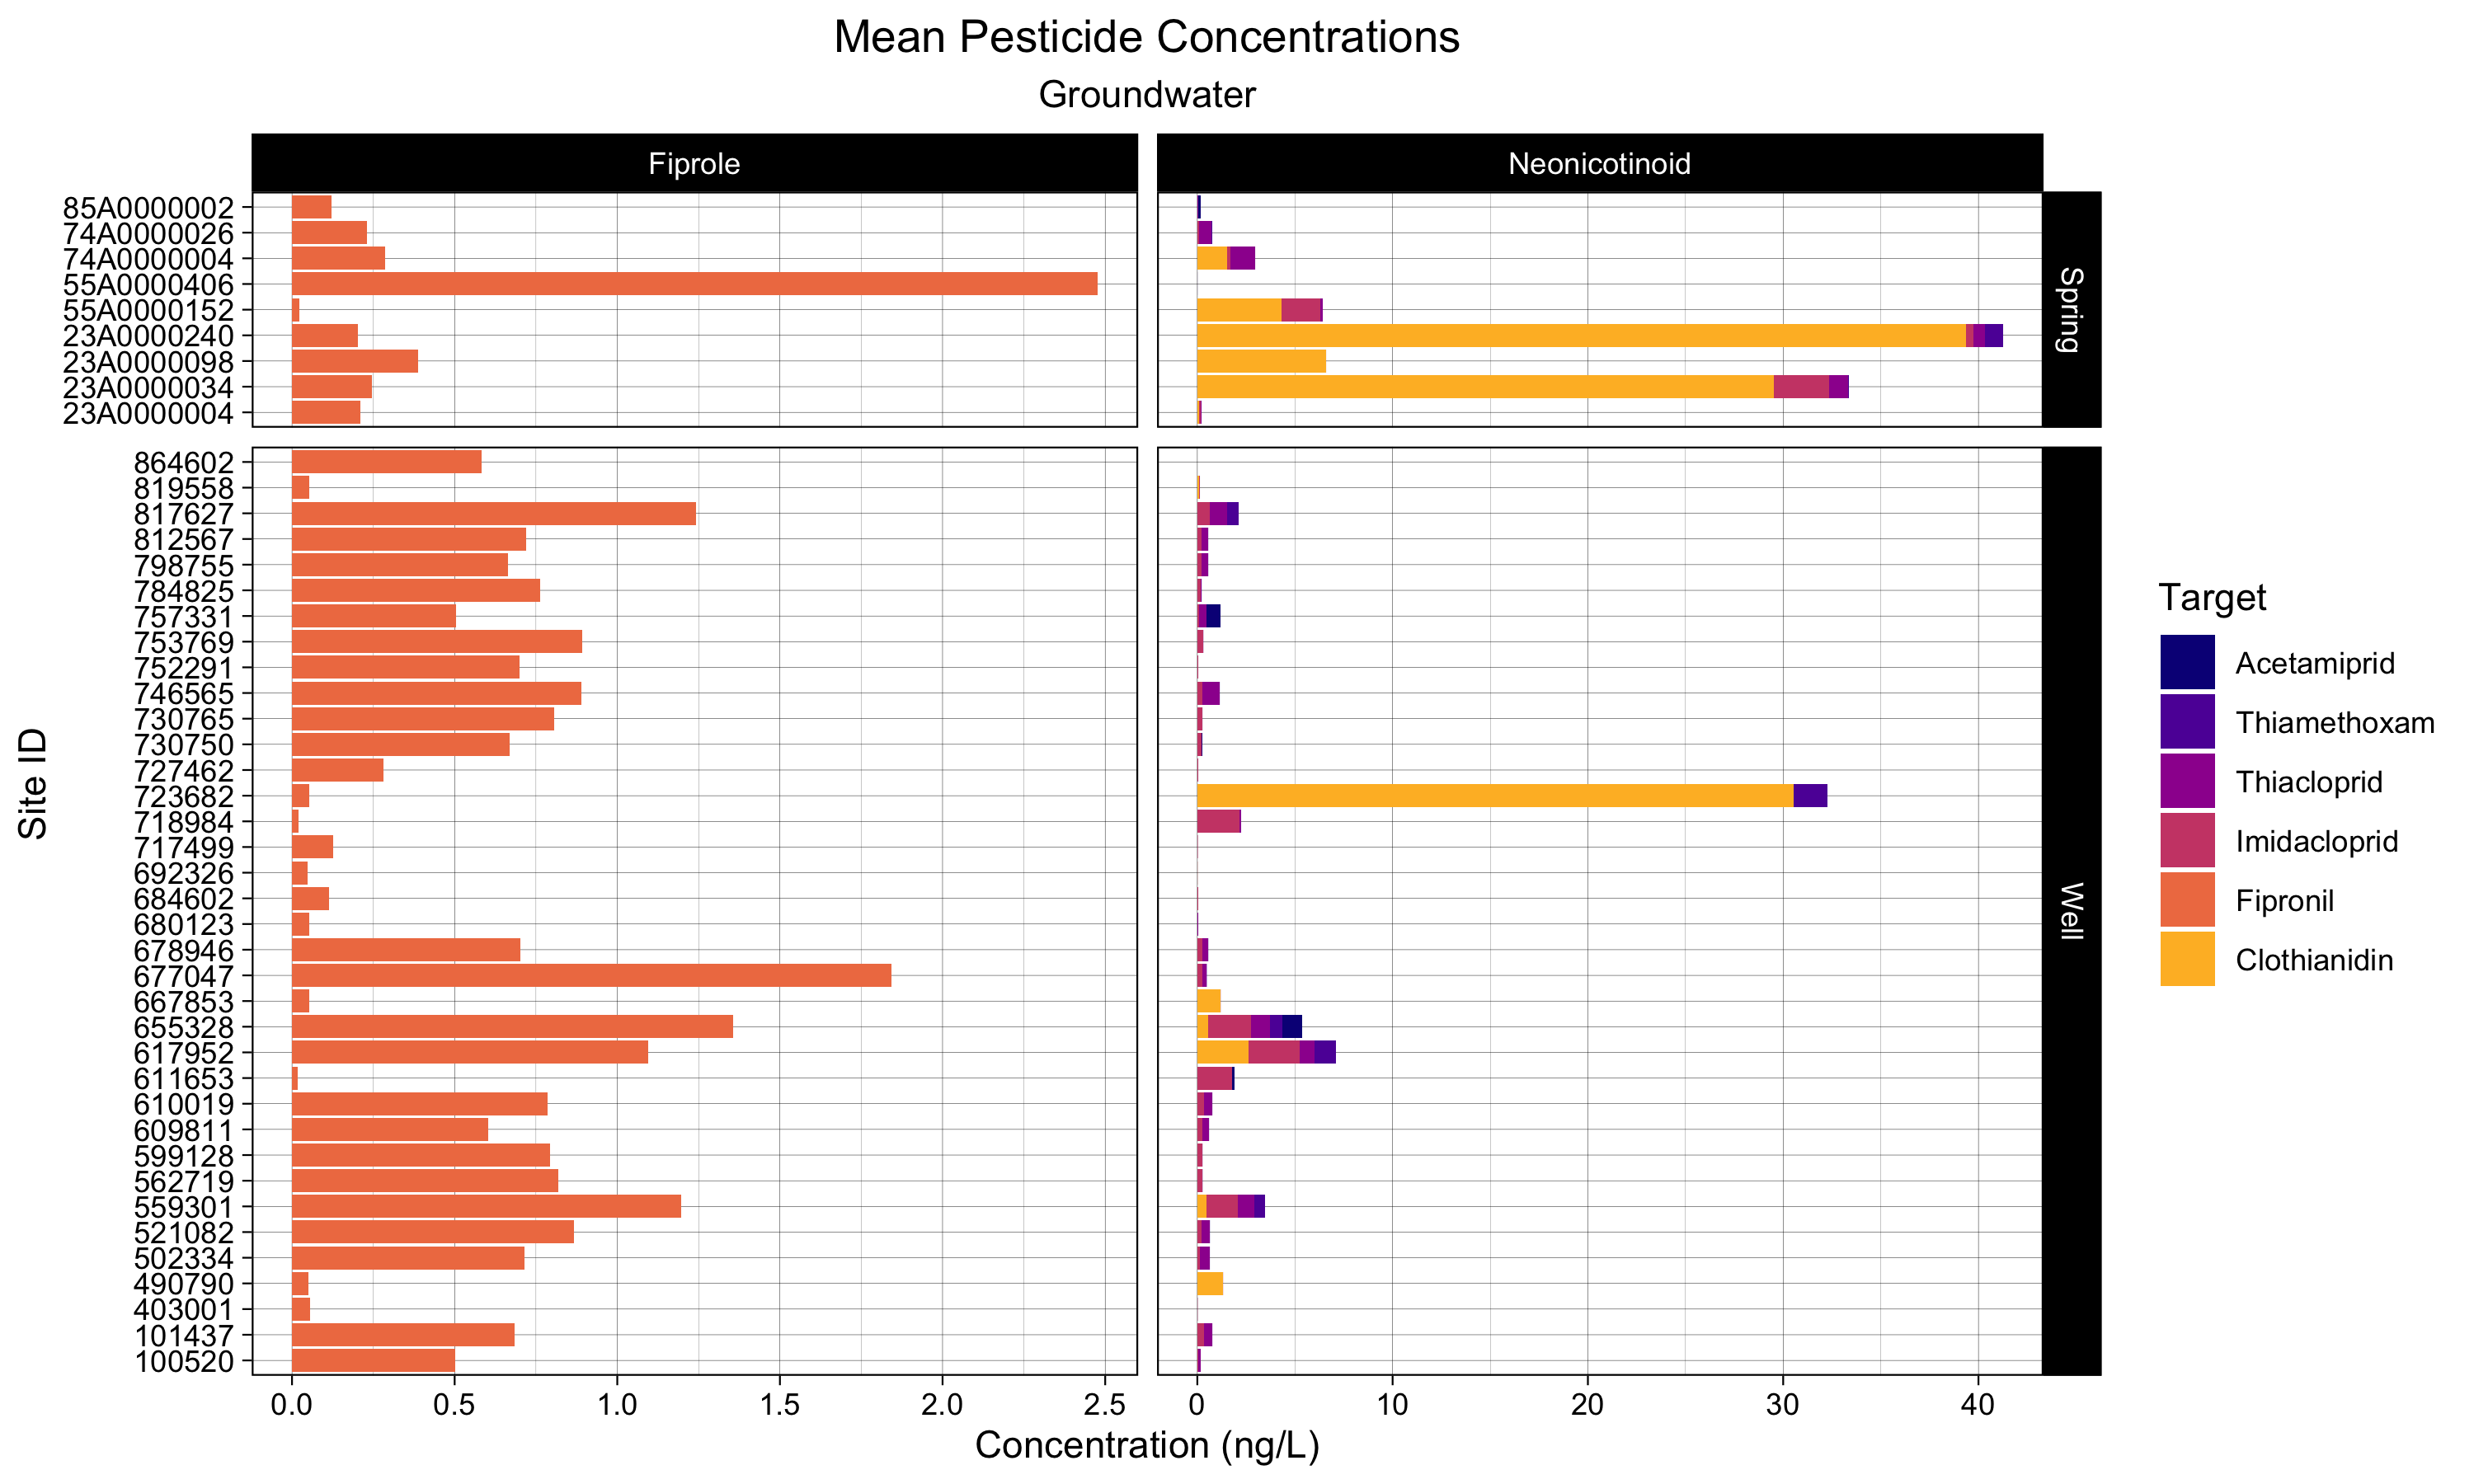 Mean Pesticide Concentrations
Groundwater
Fiprole
Neonicotinoid
85A0000002
74A0000026
74A0000004
55A0000406
55A0000152
23A0000240
23A0000098
23A0000034
23A0000004
Spring
864602
819558
817627
812567
798755
784825
757331
753769
752291
746565
730765
730750
727462
723682
718984
717499
692326
684602
680123
678946
677047
667853
655328
617952
611653
610019
609811
599128
562719
559301
521082
502334
490790
403001
101437
100520
Well
Site ID
0.0 0.5 1.0 1.5 2.0 2.5
0 10 20 30 40
Concentration (ng/L)
Target
Acetamiprid
Thiamethoxam
Thiacloprid
Imidacloprid
Fipronil
Clothianidin